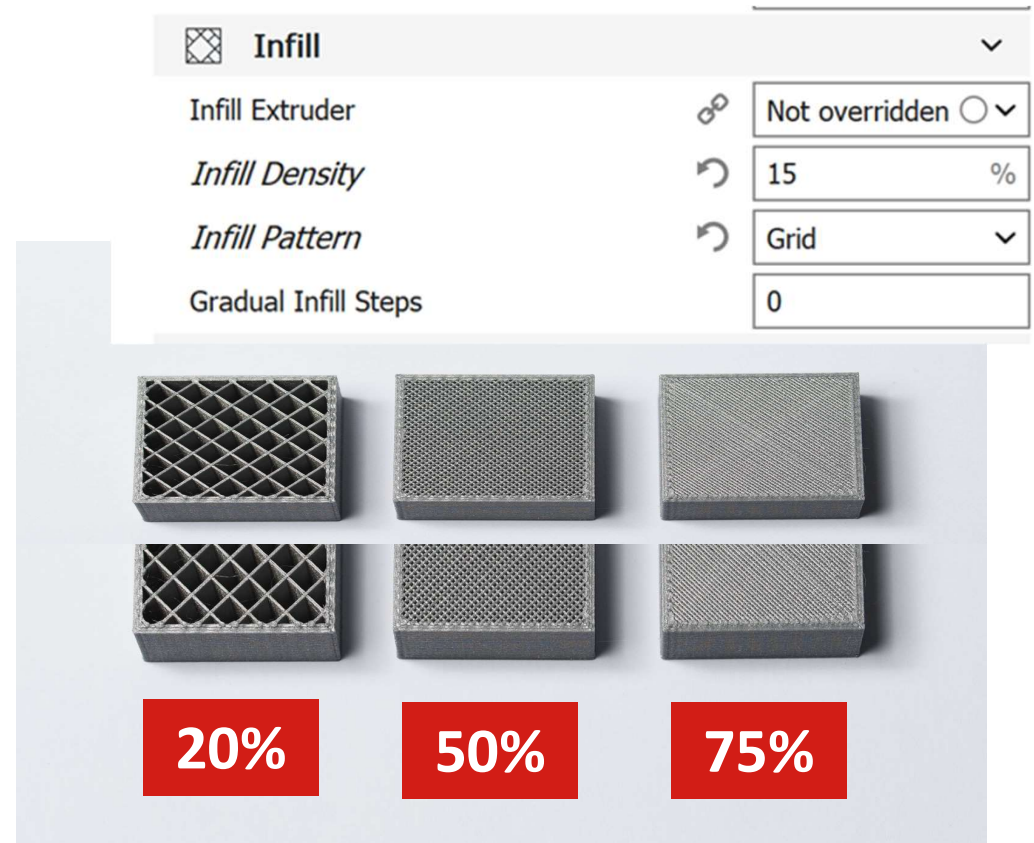 Infill
Infill Extruder Not overridden
Infill Density 15 %
Infill Pattern Grid
Gradual Infill Steps 0
20% 50% 75%